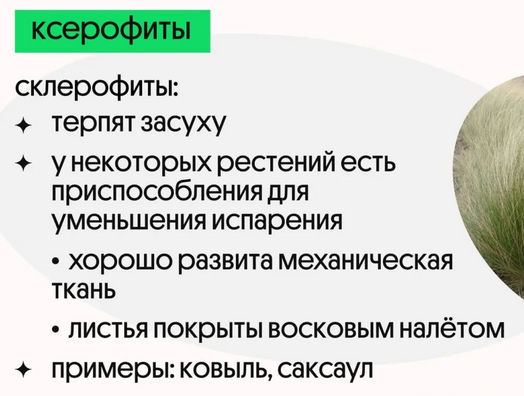 ксерофиты
склерофиты:
✦ терпят засуху
✦ у некоторых рестений есть
приспособления для
уменьшения испарения
• хорошо развита механическая
ткань
• листья покрыты восковым налётом
✦ примеры: ковыль, саксаул